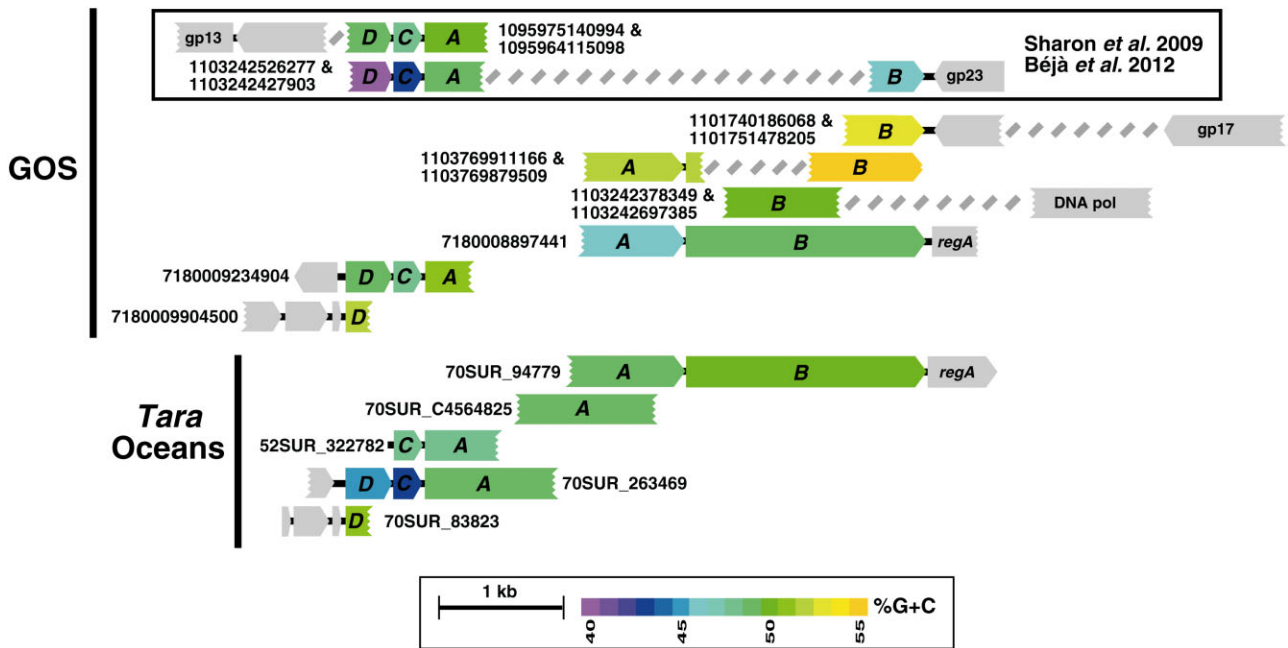 GOS
gp13
D
C
A
1095975140994 &
1095964115098
Sharon et al. 2009
Béjà et al. 2012
1103242526277 &
1103242427903
D
C
A
B
gp23
1101740186068 &
1101751478205
B
gp17
1103769911166 &
1103769879509
A
B
1103242378349 &
1103242697385
B
DNA pol
7180008897441
A
B
regA
7180009234904
D
C
A
7180009904500
D
Tara
Oceans
70SUR_94779
A
B
regA
70SUR_C4564825
A
52SUR_322782
C
A
D
C
A
70SUR_263469
D
70SUR_83823
1 kb
%G+C
40
45
50
55